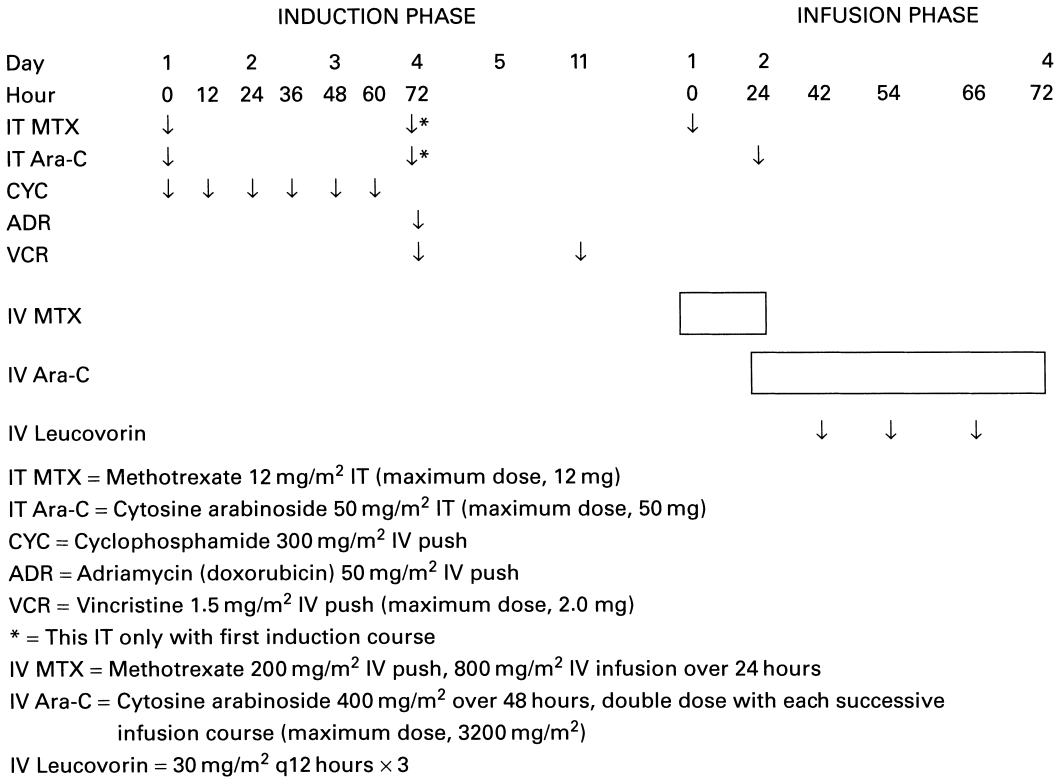 INDUCTION PHASE INFUSION PHASE
Day 1 2 3 4 5 11 1 2 4
Hour 0 12 24 36 48 60 72 0 24 42 54 66 72
IT MTX ↓ ↓* ↓
IT Ara-C ↓ ↓* ↓
CYC ↓ ↓ ↓ ↓ ↓ ↓
ADR ↓
VCR ↓ ↓
IV MTX
IV Ara-C
IV Leucovorin ↓ ↓ ↓
IT MTX = Methotrexate 12 mg/m² IT (maximum dose, 12 mg)
IT Ara-C = Cytosine arabinoside 50 mg/m² IT (maximum dose, 50 mg)
CYC = Cyclophosphamide 300 mg/m² IV push
ADR = Adriamycin (doxorubicin) 50 mg/m² IV push
VCR = Vincristine 1.5 mg/m² IV push (maximum dose, 2.0 mg)
* = This IT only with first induction course
IV MTX = Methotrexate 200 mg/m² IV push, 800 mg/m² IV infusion over 24 hours
IV Ara-C = Cytosine arabinoside 400 mg/m² over 48 hours, double dose with each successive
infusion course (maximum dose, 3200 mg/m²)
IV Leucovorin = 30 mg/m² q12 hours × 3